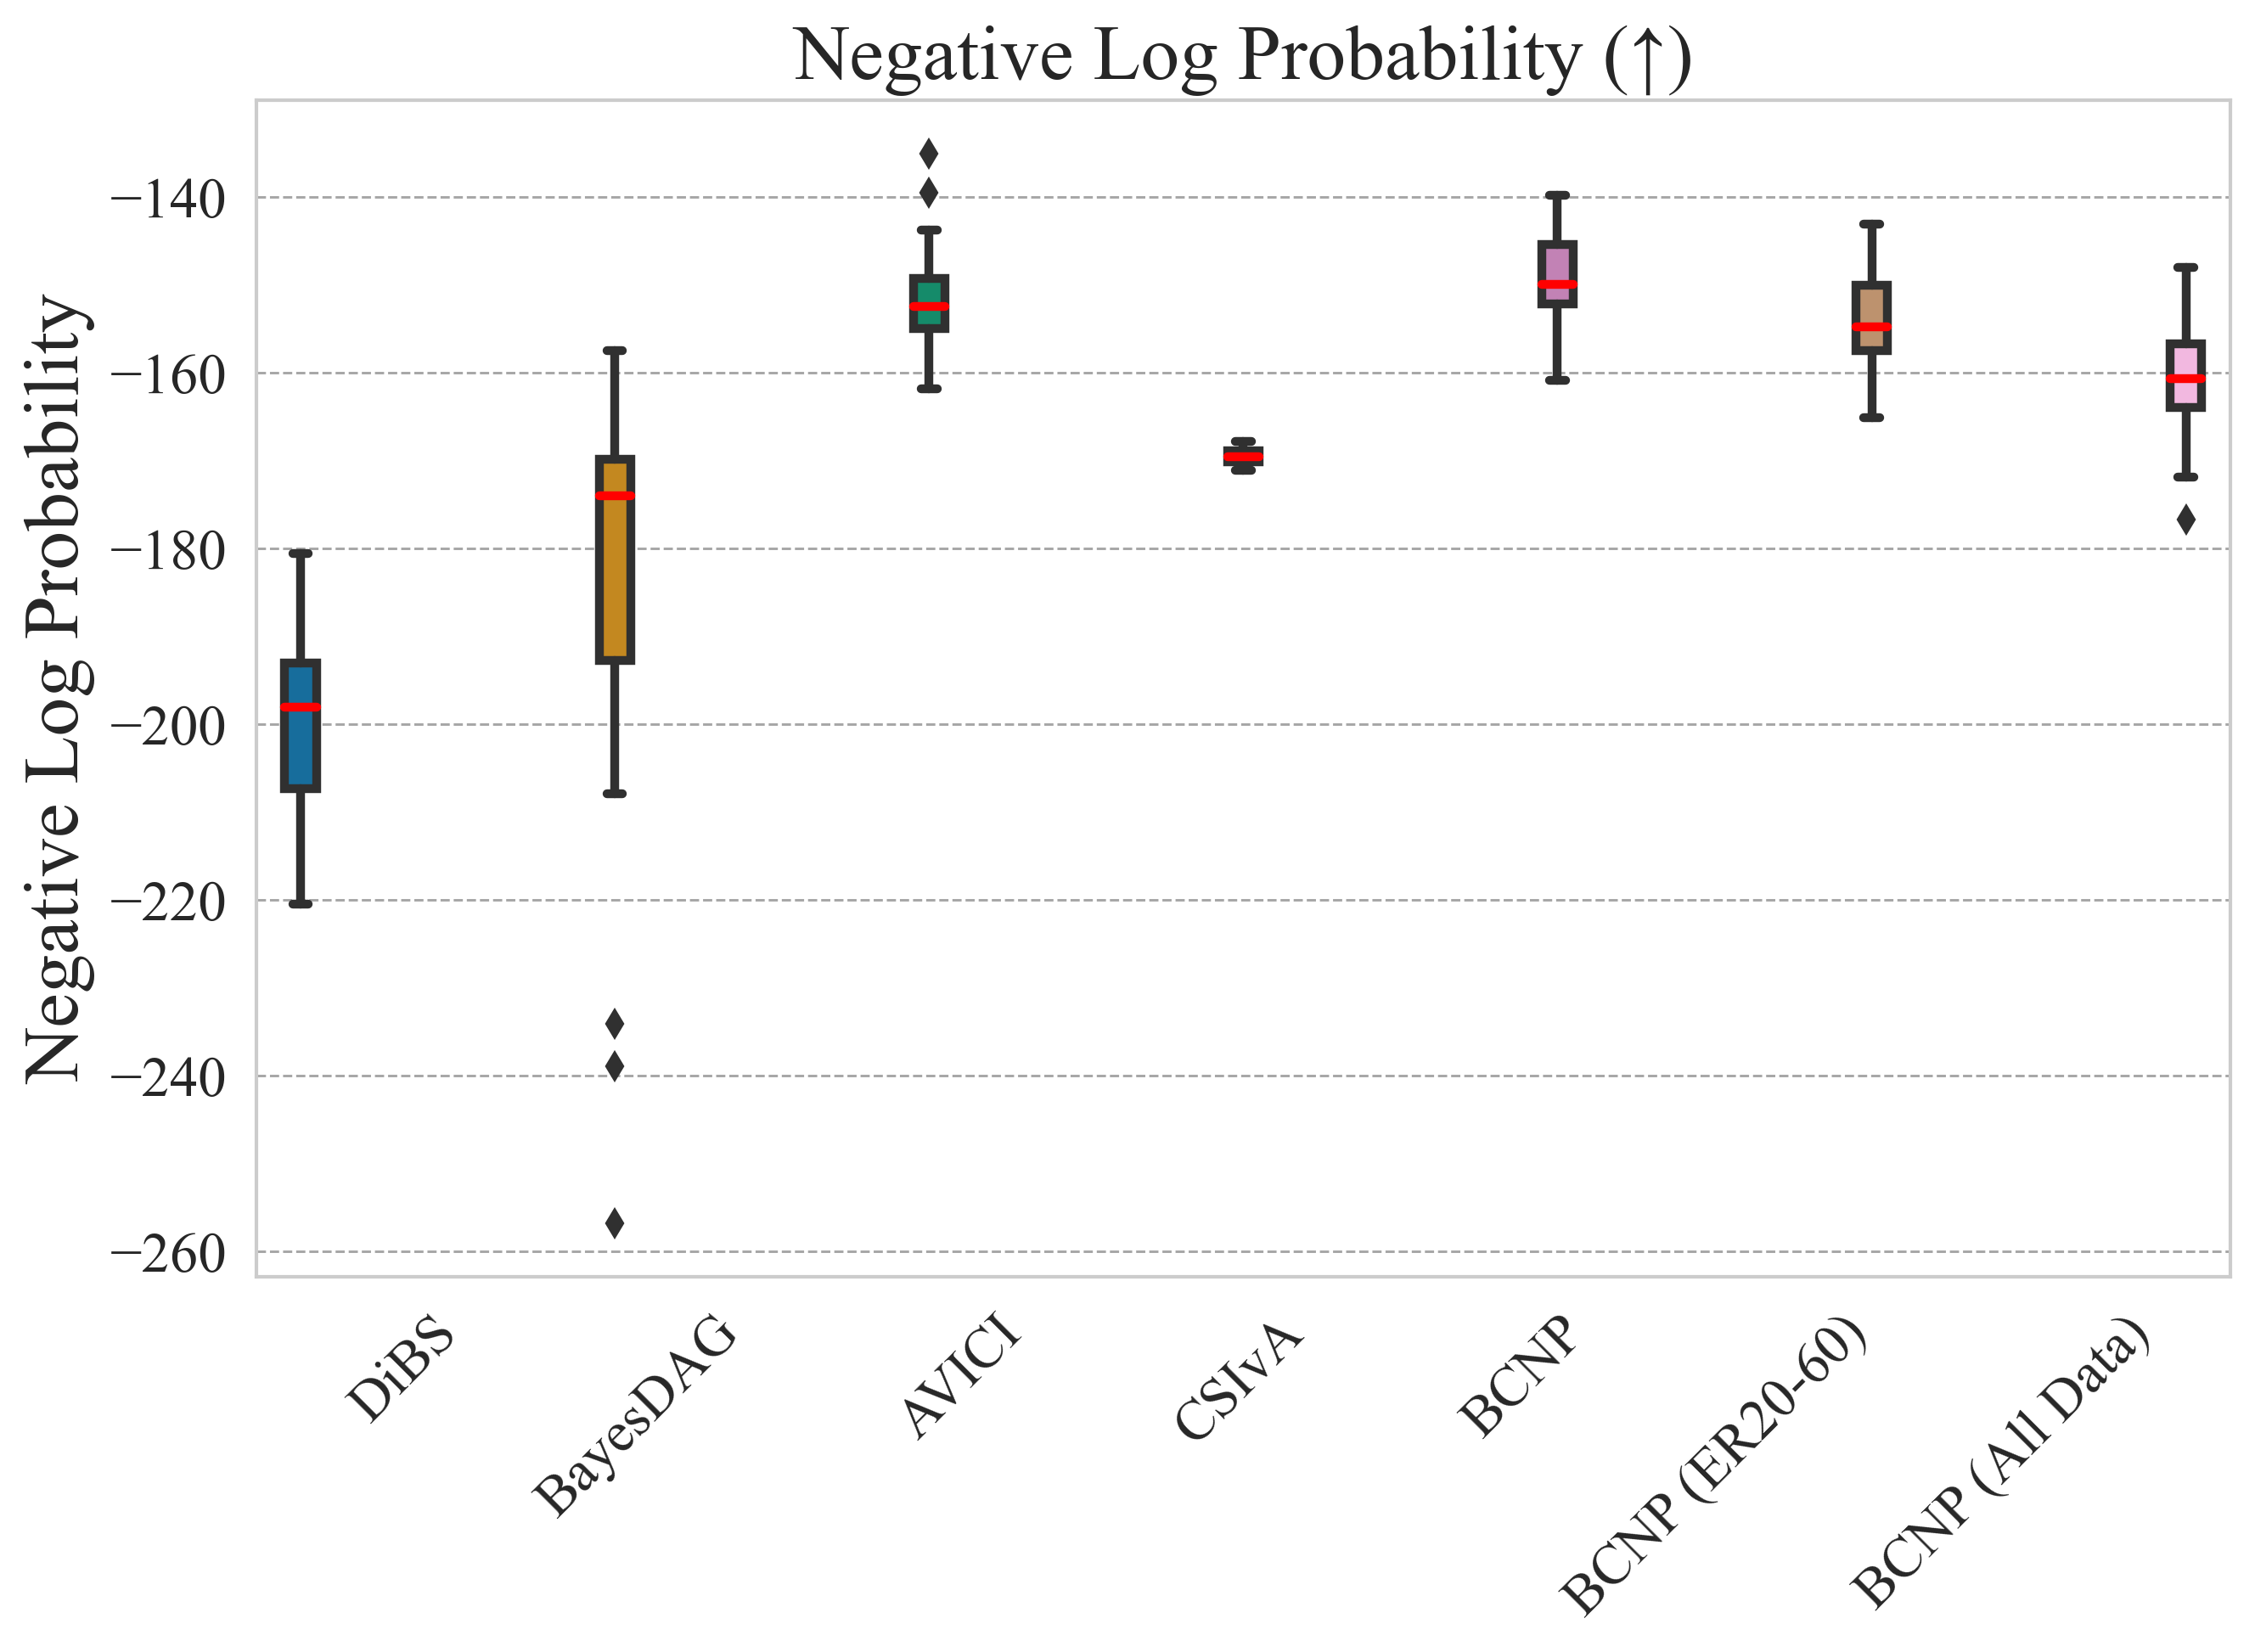 Negative Log Probability (↑)
Negative Log Probability
−140
−160
−180
−200
−220
−240
−260
DiBS
BayesDAG
AVICI
CSIvA
BCNP
BCNP (ER20-60)
BCNP (All Data)